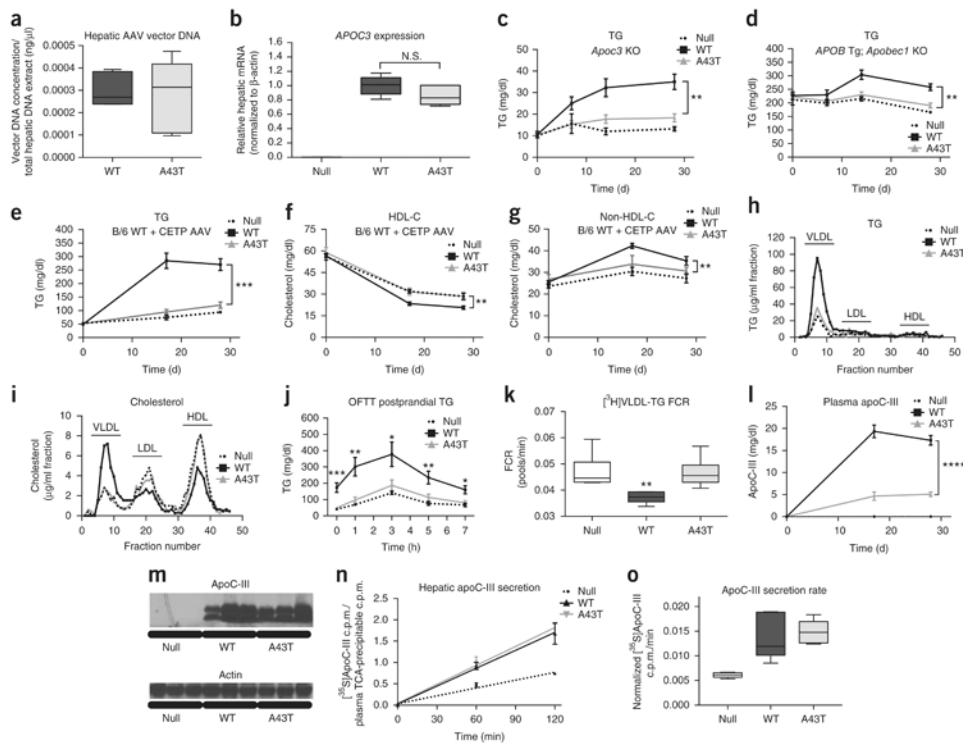 a
Hepatic AAV vector DNA
Vector DNA concentration/
total hepatic DNA extract (ng/µl)
0.0005
0.0004
0.0003
0.0002
0.0001
0.0000
WT
A43T
b
APOC3 expression
Relative hepatic mRNA
(normalized to β-actin)
1.6
1.4
1.2
1.0
0.8
0.6
0.4
0.2
0.0
N.S.
Null
WT
A43T
c
TG
Apoc3 KO
TG (mg/dl)
50
40
30
20
10
0
0
10
20
30
Time (d)
Null
WT
A43T
**
d
TG
APOB Tg; Apobec1 KO
TG (mg/dl)
400
350
300
250
200
150
100
50
0
0
10
20
30
Time (d)
**
Null
WT
A43T
e
TG
B/6 WT + CETP AAV
TG (mg/dl)
400
350
300
250
200
150
100
50
0
10
20
30
Time (d)
Null
WT
A43T
***
f
HDL-C
B/6 WT + CETP AAV
Cholesterol (mg/dl)
75
60
45
30
15
0
0
10
20
30
Time (d)
Null
WT
A43T
**
g
Non-HDL-C
B/6 WT + CETP AAV
Cholesterol (mg/dl)
50
40
30
20
10
0
0
10
20
30
Time (d)
Null
WT
A43T
**
h
TG
VLDL
LDL
HDL
TG (µg/ml fraction)
120
100
80
60
40
20
0
0
10
20
30
40
50
Fraction number
Null
WT
A43T
i
Cholesterol
VLDL
LDL
HDL
Cholesterol
(µg/ml fraction)
10
8
6
4
2
0
0
10
20
30
40
50
Fraction number
Null
WT
A43T
j
OFTT postprandial TG
TG (mg/dl)
600
500
400
300
200
100
0
***
**
*
**
*
0
1
2
3
4
5
6
7
Time (h)
Null
WT
A43T
k
[³H]VLDL-TG FCR
FCR
(pools/min)
0.07
0.06
0.05
0.04
0.03
**
Null
WT
A43T
l
Plasma apoC-III
ApoC-III (mg/dl)
25
20
15
10
5
0
0
10
20
30
Time (d)
Null
WT
A43T
****
m
ApoC-III
Null
WT
A43T
Actin
Null
WT
A43T
n
Hepatic apoC-III secretion
[³⁵S]ApoC-III c.p.m./
plasma TCA-precipitable c.p.m.
2.5
2.0
1.5
1.0
0.5
0.0
0
30
60
90
120
Time (min)
Null
WT
A43T
o
ApoC-III secretion rate
Normalized [³⁵S]ApoC-III
c.p.m./min
0.020
0.015
0.010
0.005
0.000
Null
WT
A43T